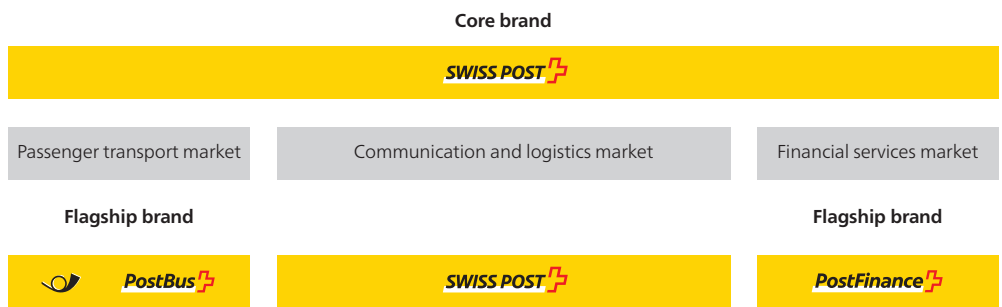 Core brand
SWISS POST
Passenger transport market
Communication and logistics market
Financial services market
Flagship brand
Flagship brand
PostBus
SWISS POST
PostFinance